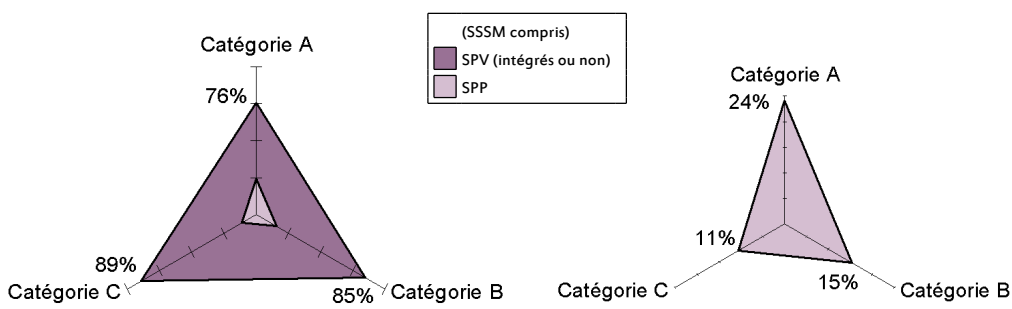 (SSSM compris)
SPV (intégrés ou non)
SPP
Catégorie A
76%
89%
Catégorie C
85%
Catégorie B
Catégorie A
24%
11%
15%
Catégorie C
Catégorie B